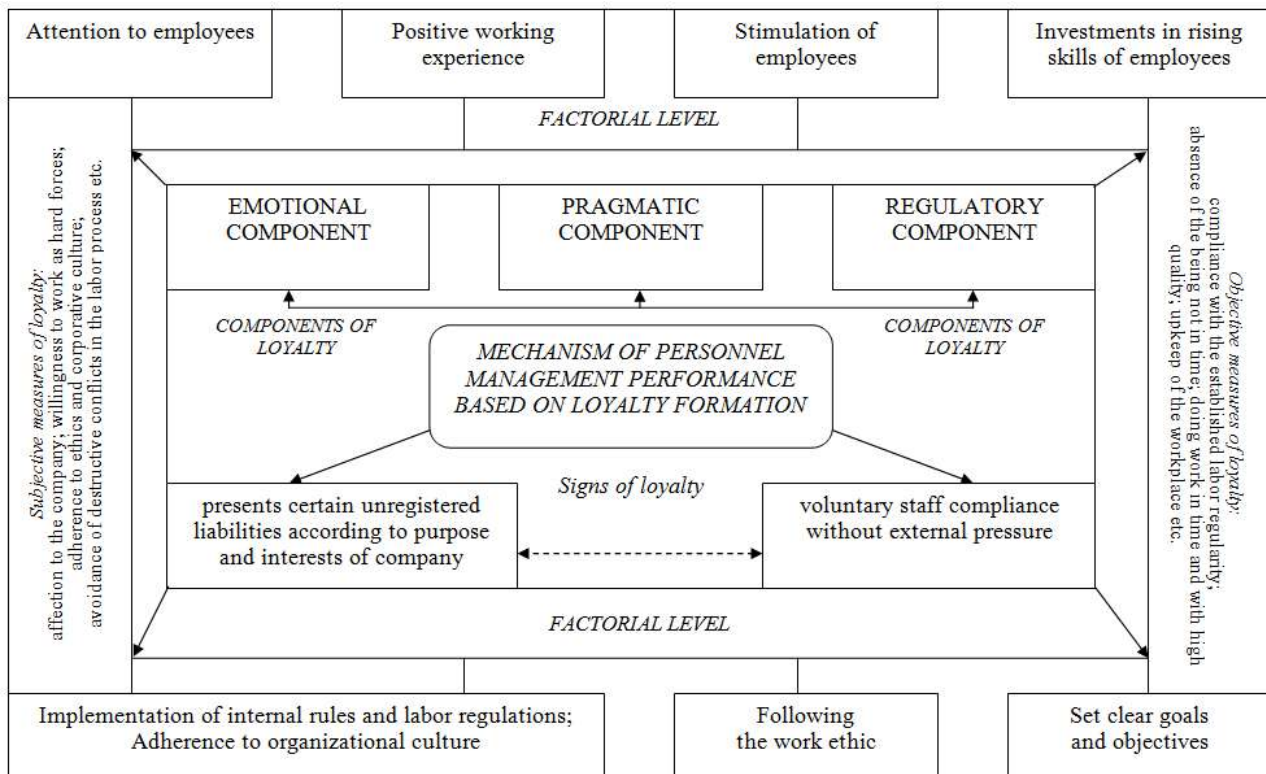 Attention to employees
Positive working
experience
Stimulation of
employees
Investments in rising
skills of employees
FACTORIAL LEVEL
Subjective measures of loyalty:
affection to the company; willingness to work as hard forces;
adherence to ethics and corporative culture;
avoidance of destructive conflicts in the labor process etc.
EMOTIONAL
COMPONENT
PRAGMATIC
COMPONENT
REGULATORY
COMPONENT
COMPONENTS OF
LOYALTY
COMPONENTS OF
LOYALTY
MECHANISM OF PERSONNEL
MANAGEMENT PERFORMANCE
BASED ON LOYALTY FORMATION
Signs of loyalty
presents certain unregistered
liabilities according to purpose
and interests of company
voluntary staff compliance
without external pressure
Objective measures of loyalty:
compliance with the established labor regularity;
absence of the being not in time; doing work in time and with high
quality; upkeep of the workplace etc.
FACTORIAL LEVEL
Implementation of internal rules and labor regulations;
Adherence to organizational culture
Following
the work ethic
Set clear goals
and objectives